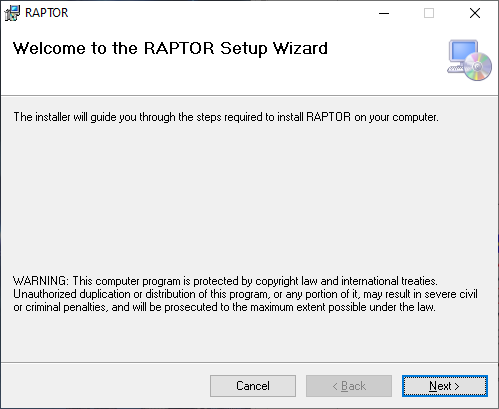 RAPTOR
Welcome to the RAPTOR Setup Wizard
The installer will guide you through the steps required to install RAPTOR on your computer.
WARNING: This computer program is protected by copyright law and international treaties.
Unauthorized duplication or distribution of this program, or any portion of it, may result in severe civil
or criminal penalties, and will be prosecuted to the maximum extent possible under the law.
Cancel
< Back
Next >